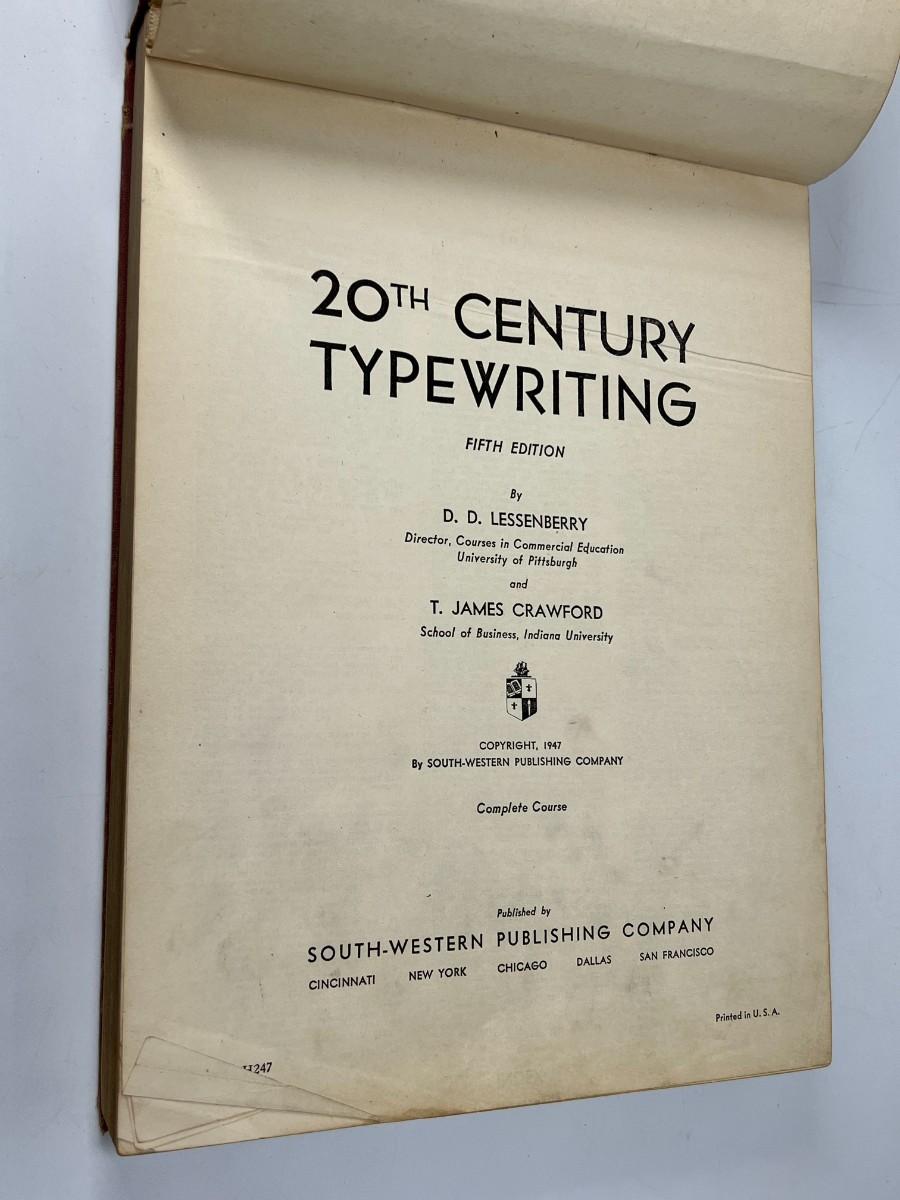 20TH CENTURY
TYPEWRITING
FIFTH EDITION
By
D. D. LESSENBERRY
Director, Courses in Commercial Education
University of Pittsburgh
and
T. JAMES CRAWFORD
School of Business, Indiana University
COPYRIGHT, 1947
By SOUTH-WESTERN PUBLISHING COMPANY
Complete Course
Published by
SOUTH-WESTERN PUBLISHING COMPANY
CINCINNATI NEW YORK CHICAGO DALLAS SAN FRANCISCO
Printed in U. S. A.